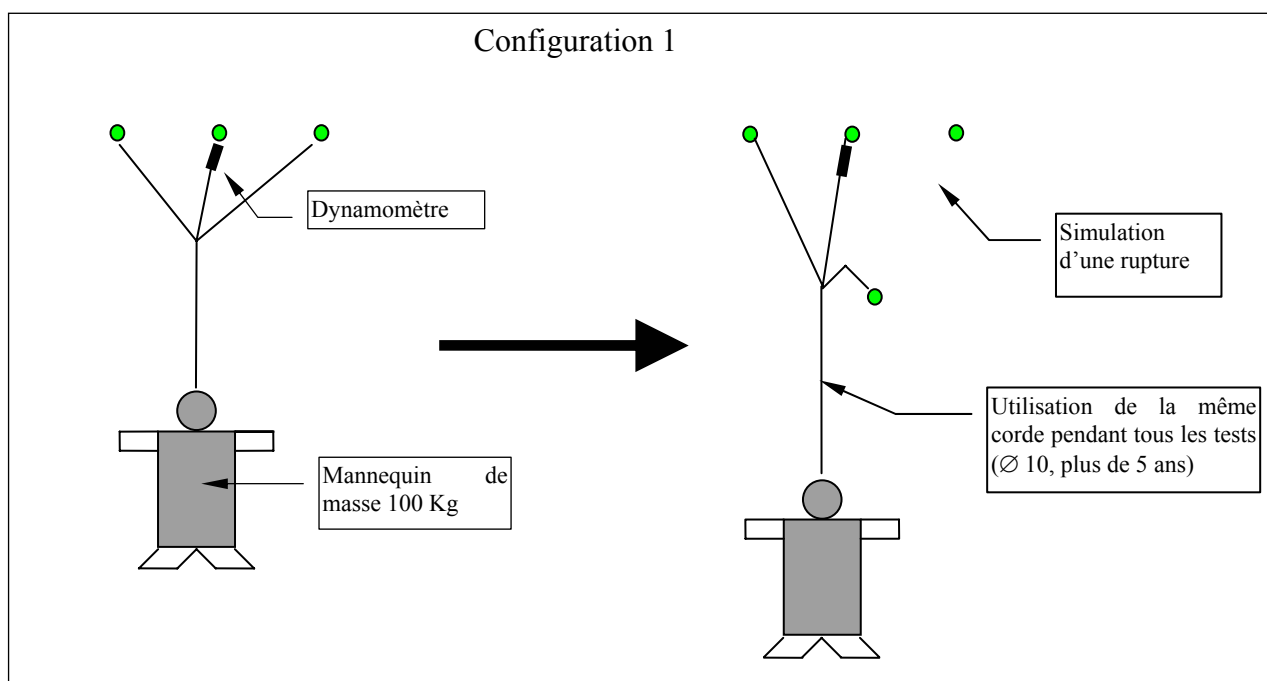 Configuration 1
Dynamomètre
Mannequin de
masse 100 Kg
Simulation
d'une rupture
Utilisation de la même
corde pendant tous les tests
(∅ 10, plus de 5 ans)